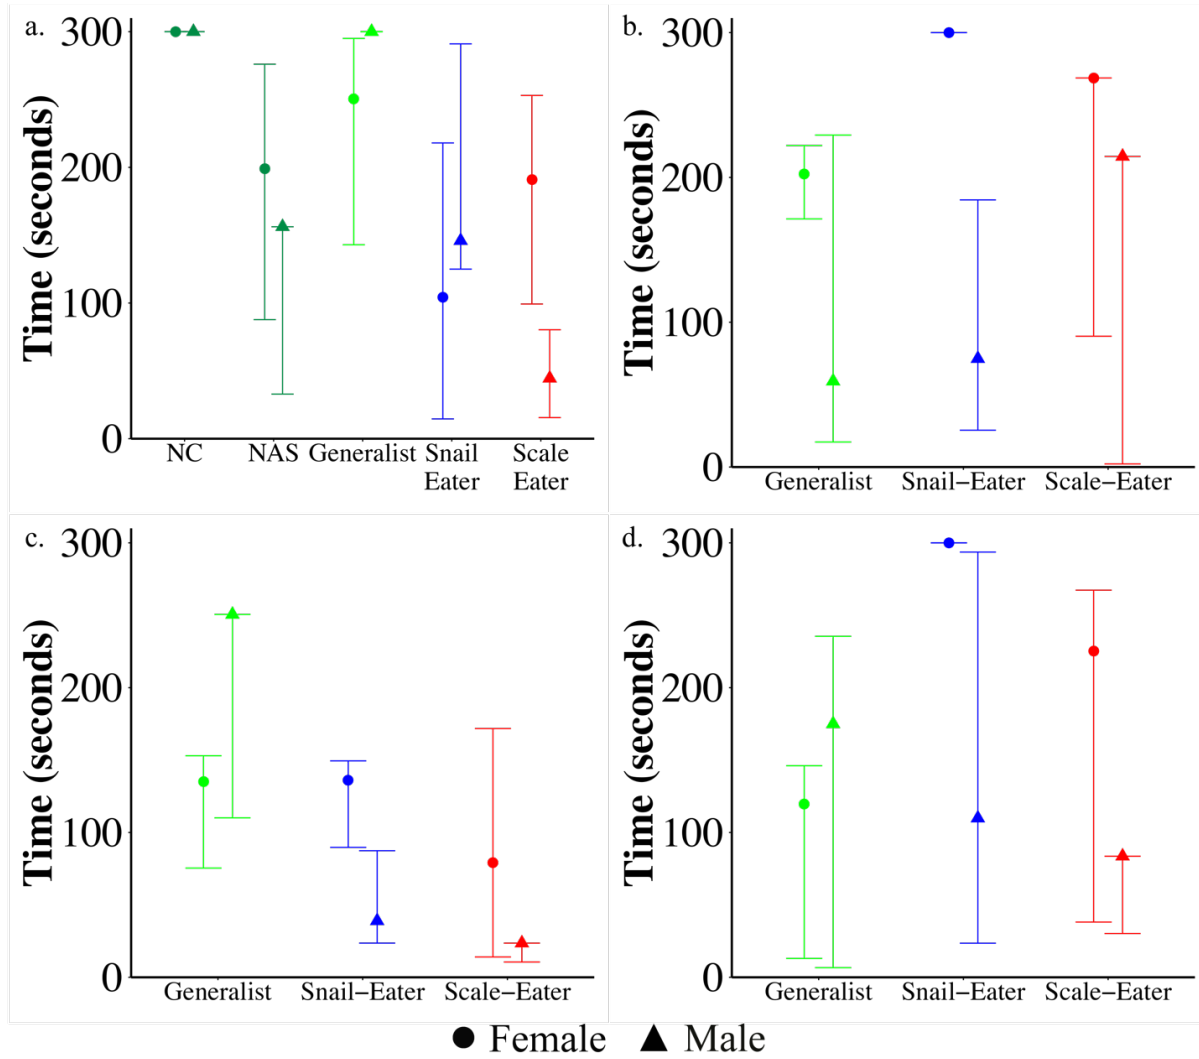 a.
Time (seconds)
300
200
100
0
NC NAS Generalist Snail Scale
Eater Eater
b.
Time (seconds)
300
200
100
0
Generalist Snail−Eater Scale−Eater
c.
Time (seconds)
300
200
100
0
Generalist Snail−Eater Scale−Eater
d.
Time (seconds)
300
200
100
0
Generalist Snail−Eater Scale−Eater
Female Male